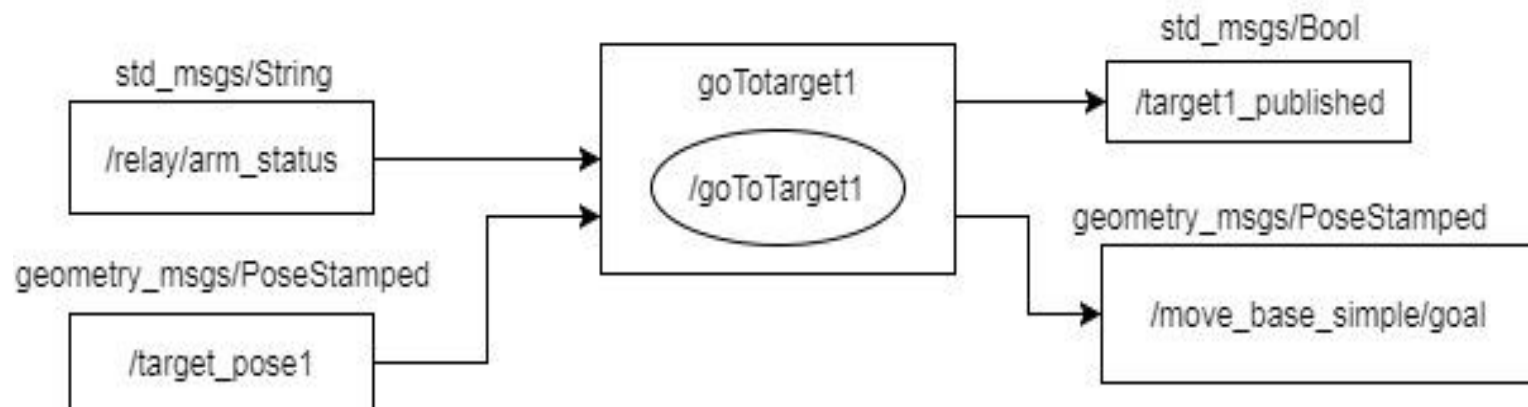 std_msgs/String
/relay/arm_status
geometry_msgs/PoseStamped
/target_pose1
goTotarget1
/goToTarget1
std_msgs/Bool
/target1_published
geometry_msgs/PoseStamped
/move_base_simple/goal